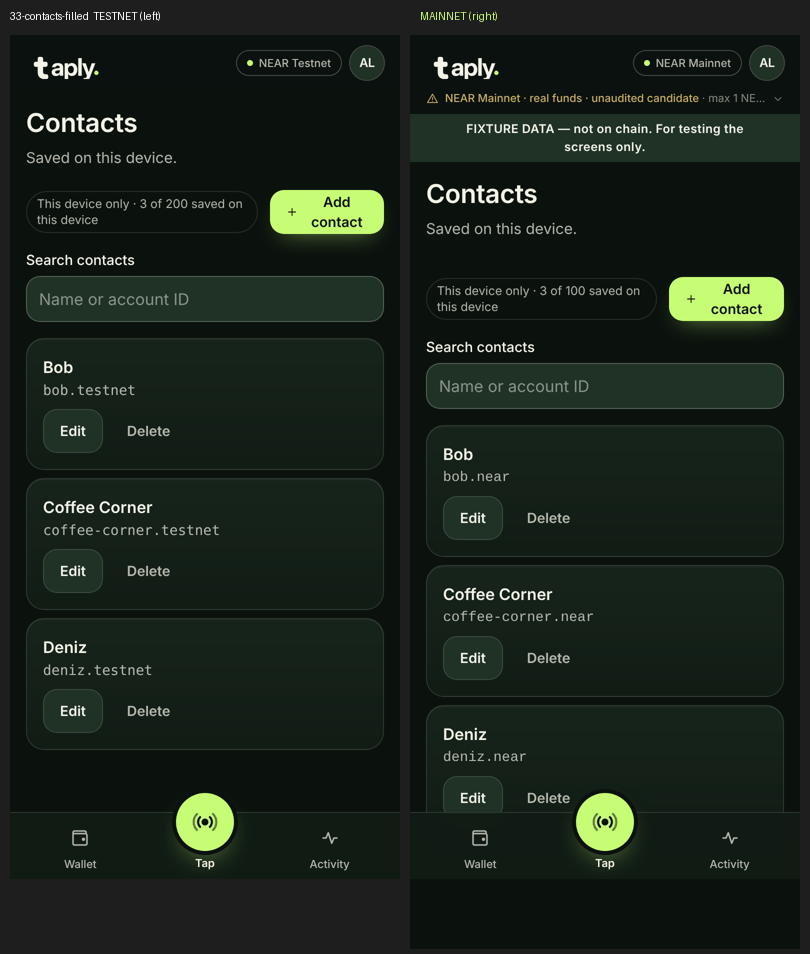 33-contacts-filled TESTNET (left)
taply.
NEAR Testnet
AL
Contacts
Saved on this device.
This device only · 3 of 200 saved on
this device
+ Add
contact
Search contacts
Name or account ID
Bob
bob.testnet
Edit
Delete
Coffee Corner
coffee-corner.testnet
Edit
Delete
Deniz
deniz.testnet
Edit
Delete
Wallet
Tap
Activity
MAINNET (right)
taply.
NEAR Mainnet
AL
NEAR Mainnet · real funds · unaudited candidate · max 1 NE...
FIXTURE DATA — not on chain. For testing the
screens only.
Contacts
Saved on this device.
This device only · 3 of 100 saved on
this device
+ Add
contact
Search contacts
Name or account ID
Bob
bob.near
Edit
Delete
Coffee Corner
coffee-corner.near
Edit
Delete
Deniz
deniz.near
Edit
Delete
Wallet
Tap
Activity